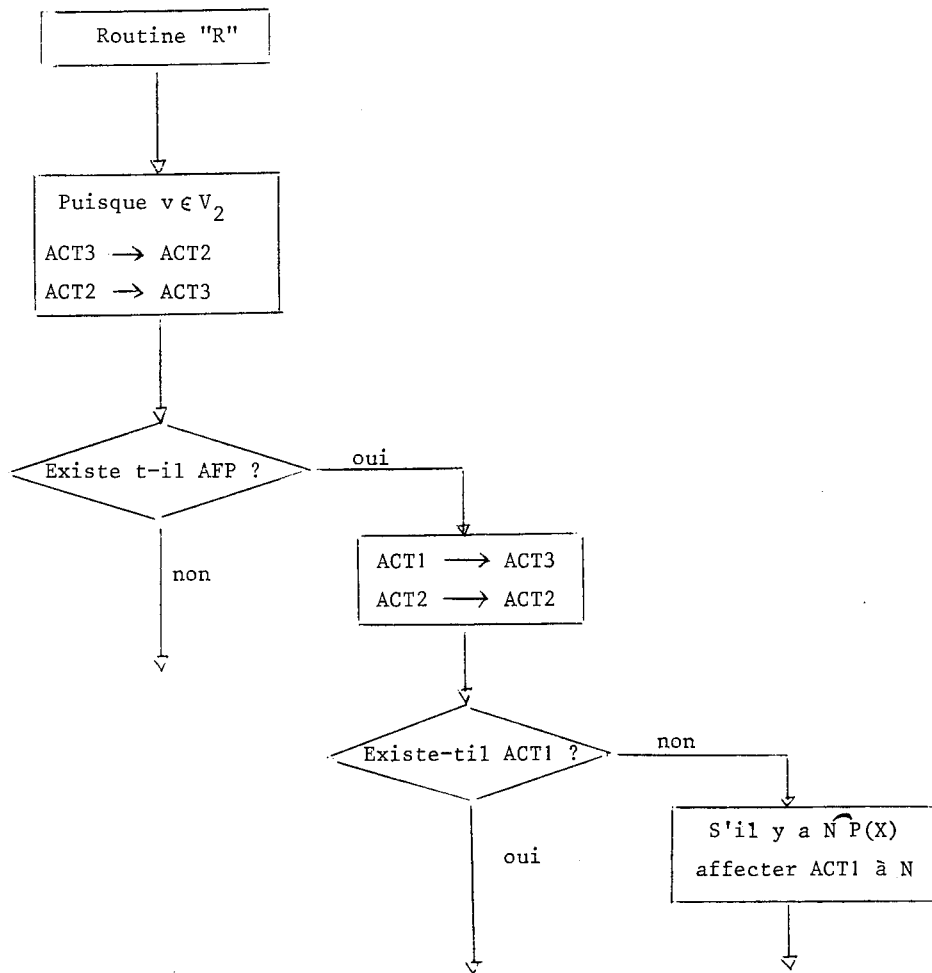 Routine "R"
Puisque v ∈ V₂
ACT3 → ACT2
ACT2 → ACT3
Existe t-il AFP ?
oui
non
ACT1 → ACT3
ACT2 → ACT2
Existe-til ACT1 ?
non
oui
S'il y a N⁀P(X)
affecter ACT1 à N